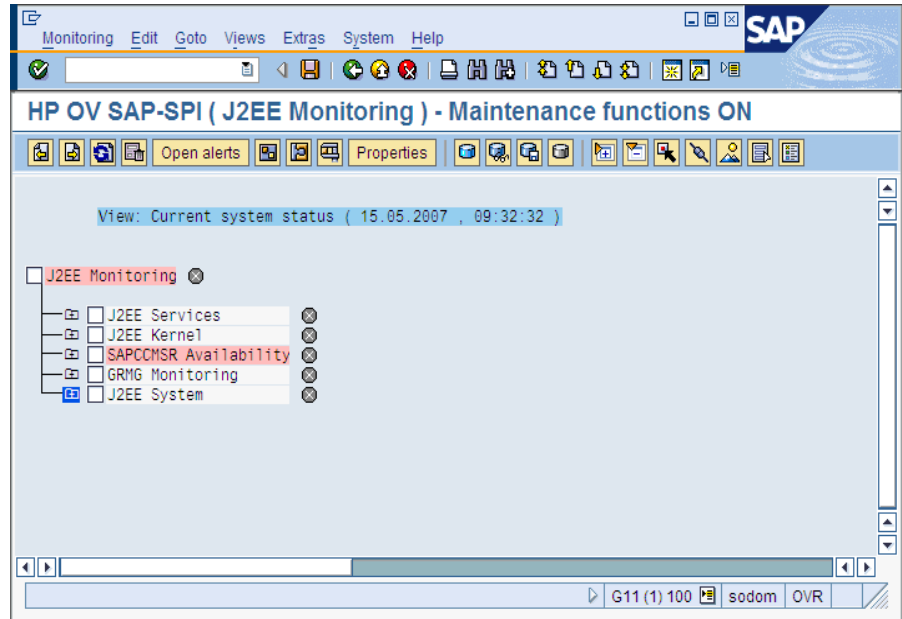 Monitoring Edit Goto Views Extras System Help
SAP
HP OV SAP-SPI ( J2EE Monitoring ) - Maintenance functions ON
Open alerts Properties
View: Current system status ( 15.05.2007 , 09:32:32 )
J2EE Monitoring
J2EE Services
J2EE Kernel
SAPCCMSR Availability
GRMG Monitoring
J2EE System
G11 (1) 100 sodom OVR